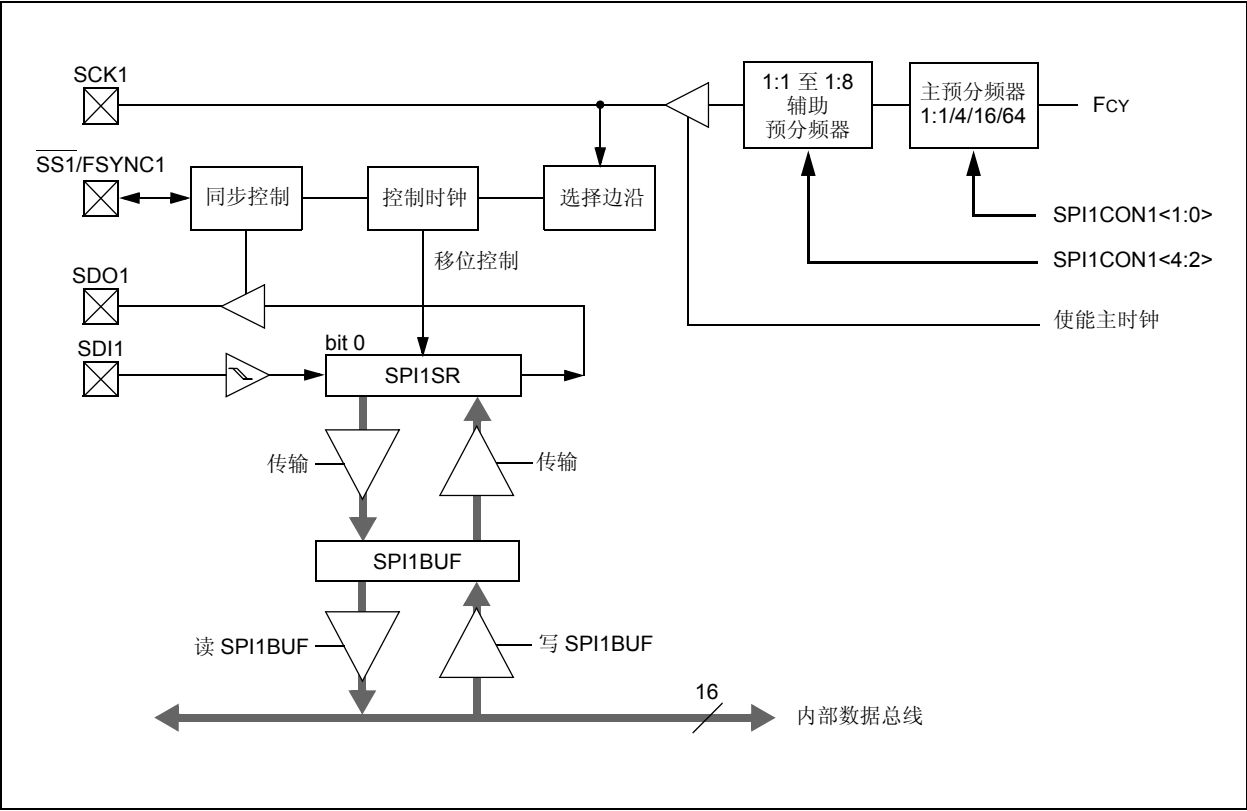 SCK1
1:1 至 1:8
辅助
预分频器
主预分频器
1:1/4/16/64
FCY
SS1/FSYNC1
同步控制
控制时钟
选择边沿
SPI1CON1<1:0>
移位控制
SPI1CON1<4:2>
SDO1
使能主时钟
SDI1
bit 0
SPI1SR
传输
传输
SPI1BUF
读 SPI1BUF
写 SPI1BUF
16
内部数据总线